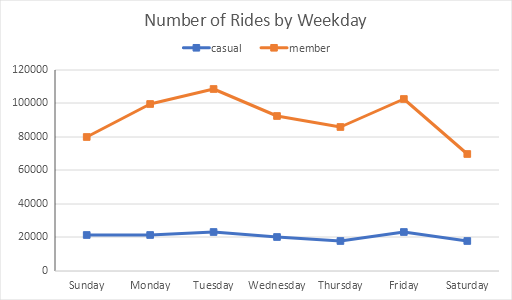 Number of Rides by Weekday
casual member
120000
100000
80000
60000
40000
20000
0
Sunday Monday Tuesday Wednesday Thursday Friday Saturday